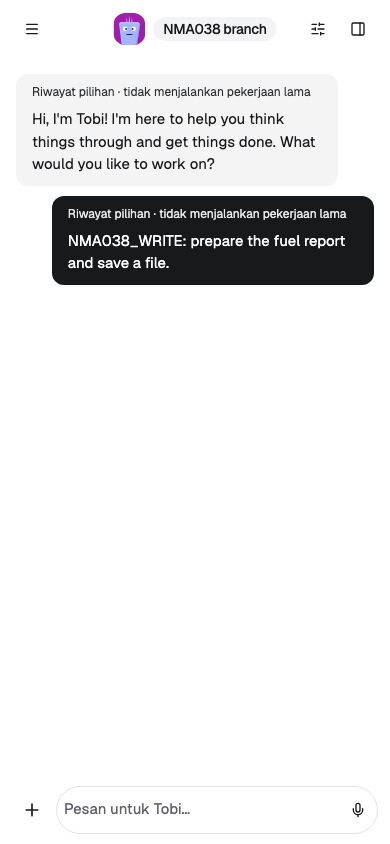 NMA038 branch
Riwayat pilihan · tidak menjalankan pekerjaan lama
Hi, I'm Tobi! I'm here to help you think
things through and get things done. What
would you like to work on?
Riwayat pilihan · tidak menjalankan pekerjaan lama
NMA038_WRITE: prepare the fuel report
and save a file.
Pesan untuk Tobi...